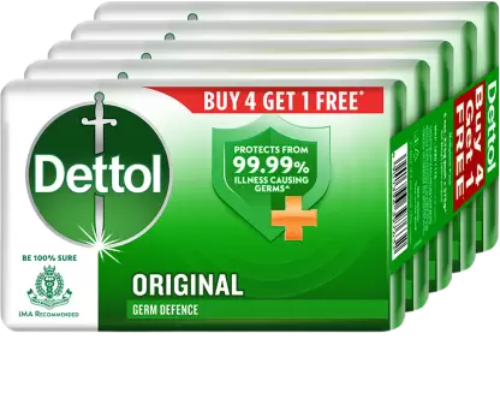 BUY 4 GET 1 FREE*
PROTECTS FROM
99.99%
ILLNESS CAUSING
GERMS^
Dettol
BE 100% SURE
IMA RECOMMENDED
ORIGINAL
GERM DEFENCE
Buy 4
Get 1
FREE
Dettol